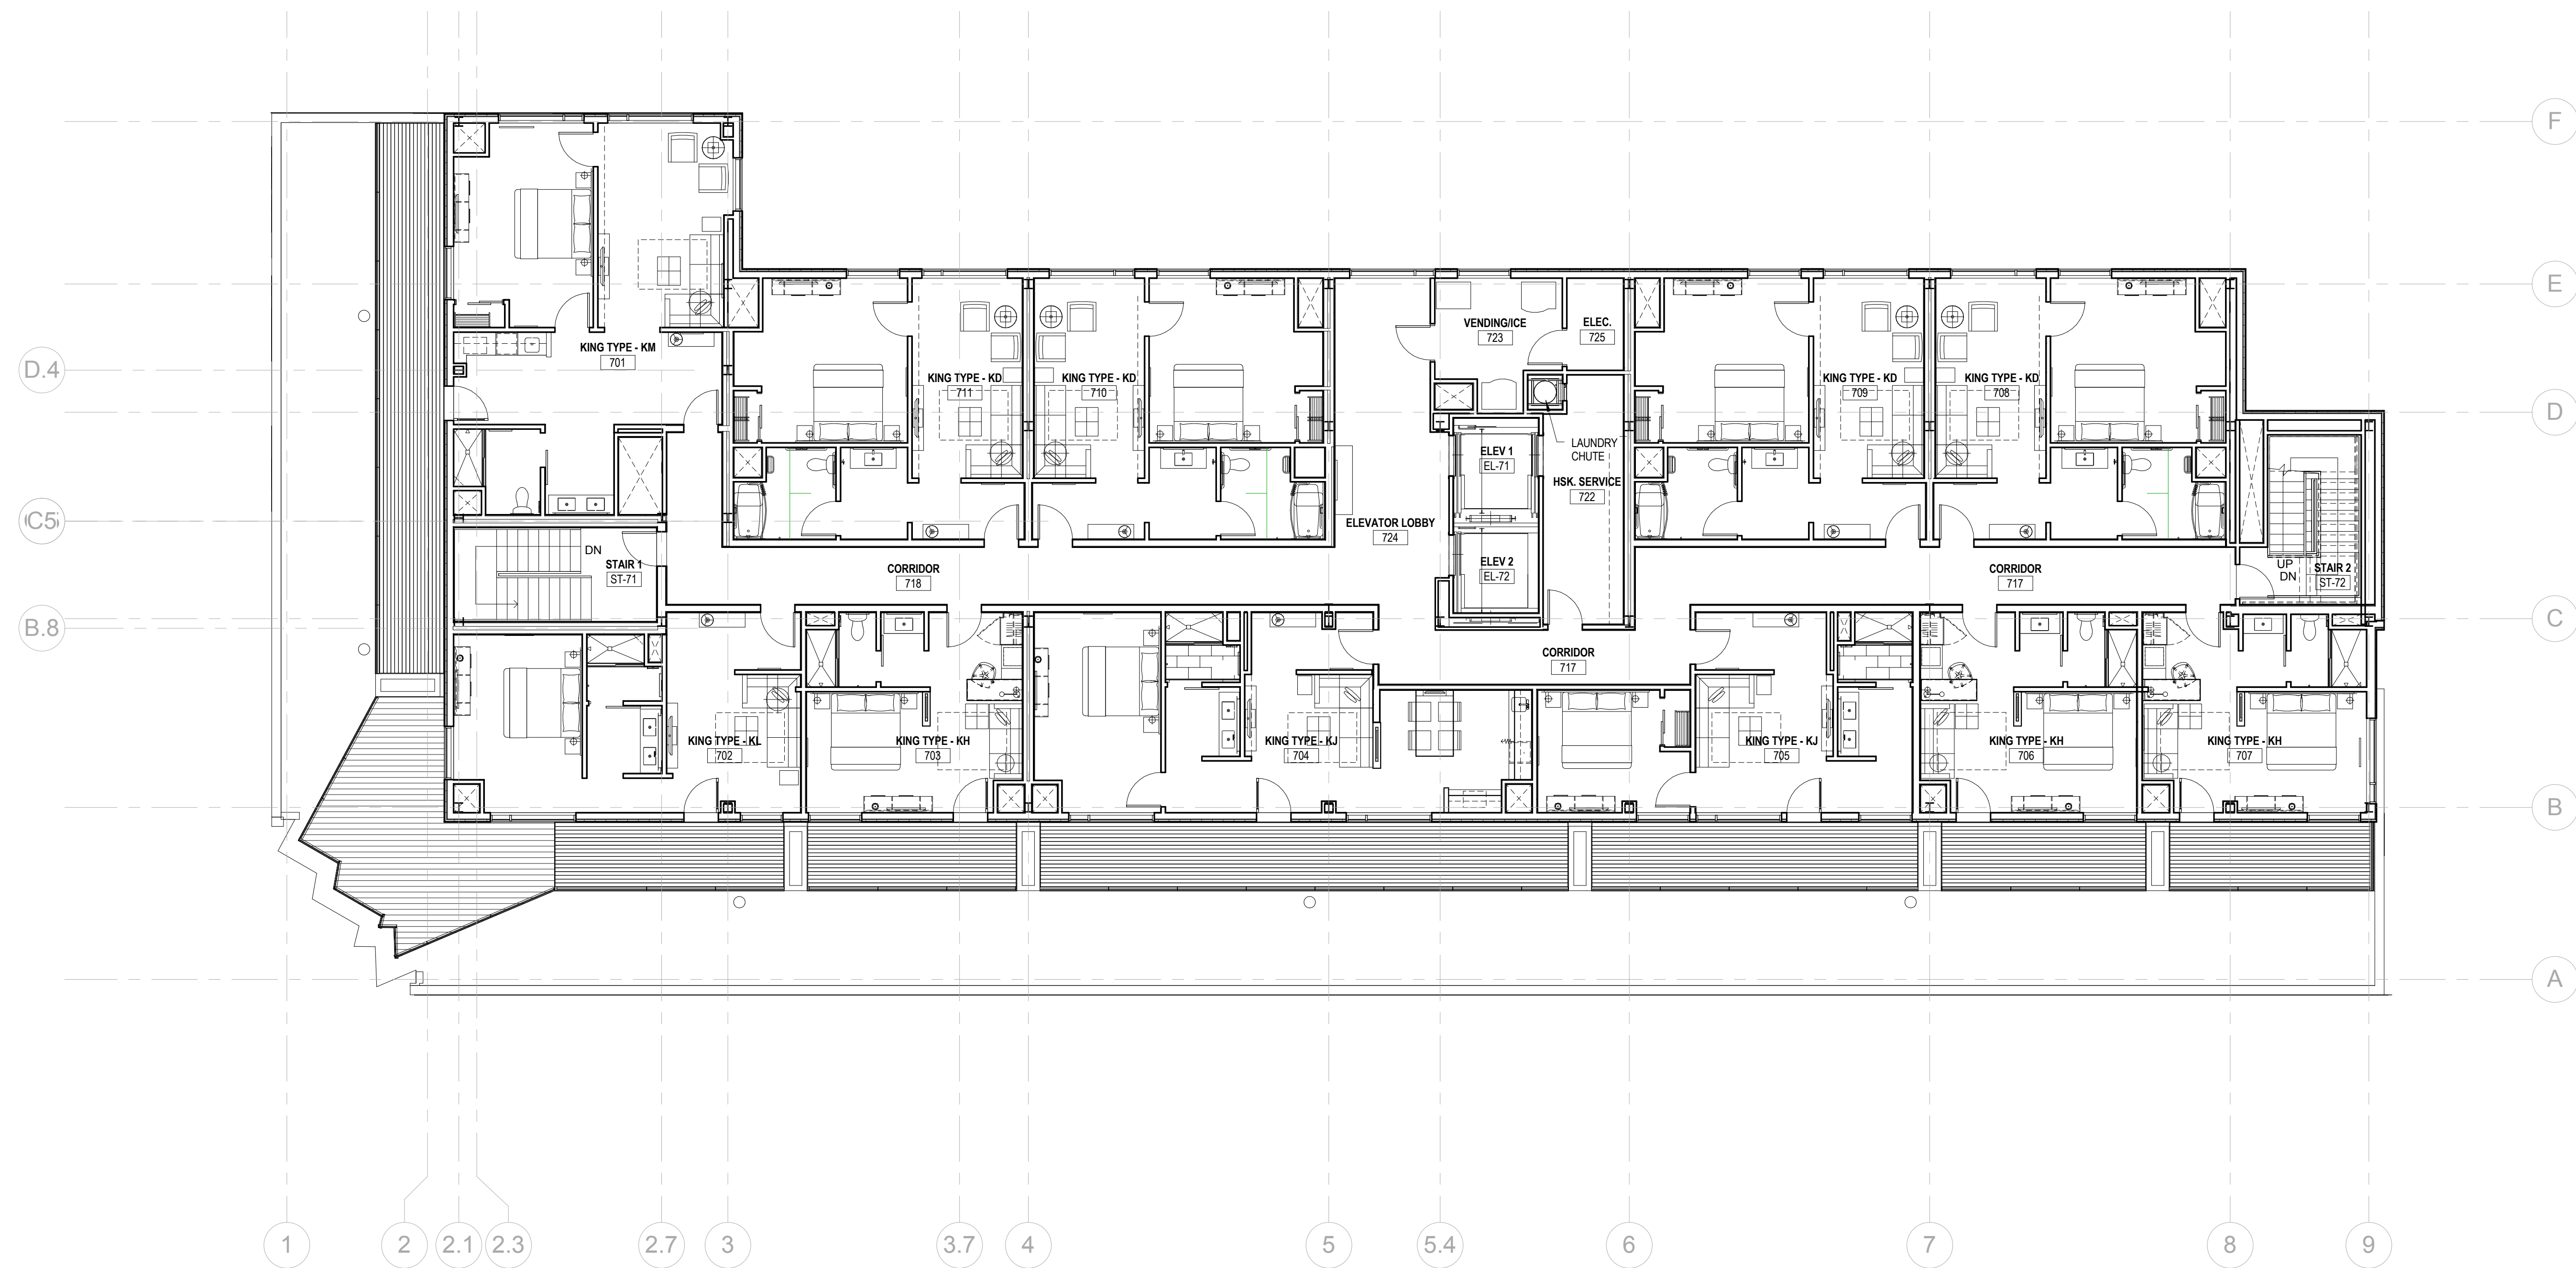 F
E
D.4
D
C5
B.8
C
B
A
KING TYPE - KM
701
KING TYPE - KD
711
KING TYPE - KD
710
VENDING/ICE
723
ELEC.
725
KING TYPE - KD
709
KING TYPE - KD
708
LAUNDRY
CHUTE
ELEV 1
EL-71
HSK. SERVICE
722
ELEVATOR LOBBY
724
DN
STAIR 1
ST-71
CORRIDOR
718
ELEV 2
EL-72
CORRIDOR
717
UP
DN
STAIR 2
ST-72
CORRIDOR
717
KING TYPE - KL
702
KING TYPE - KH
703
KING TYPE - KJ
704
KING TYPE - KJ
705
KING TYPE - KH
706
KING TYPE - KH
707
1
2
2.1
2.3
2.7
3
3.7
4
5
5.4
6
7
8
9